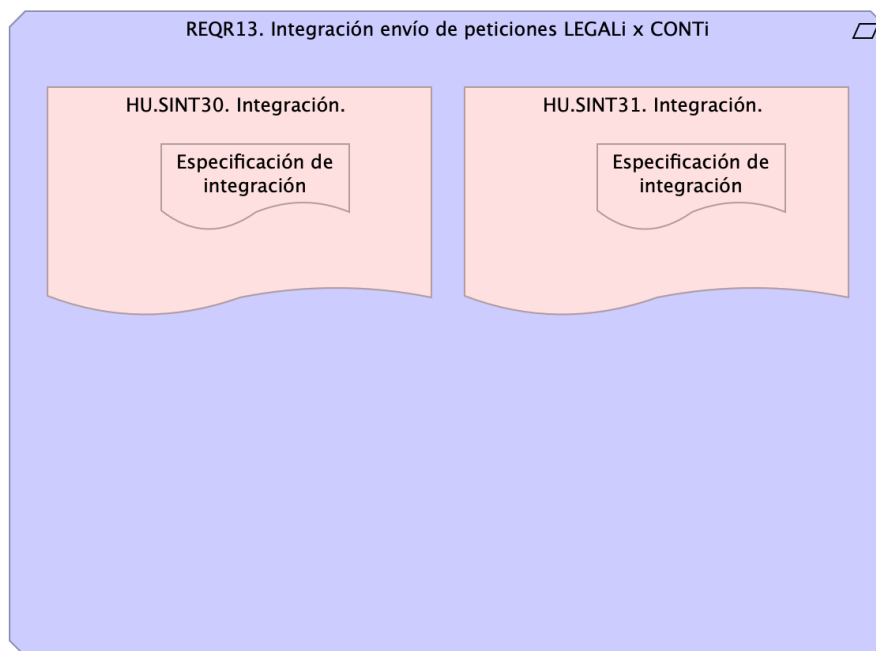 REQR13. Integración envío de peticiones LEGALi x CONTi
HU.SINT30. Integración.
Especificación de
integración
HU.SINT31. Integración.
Especificación de
integración